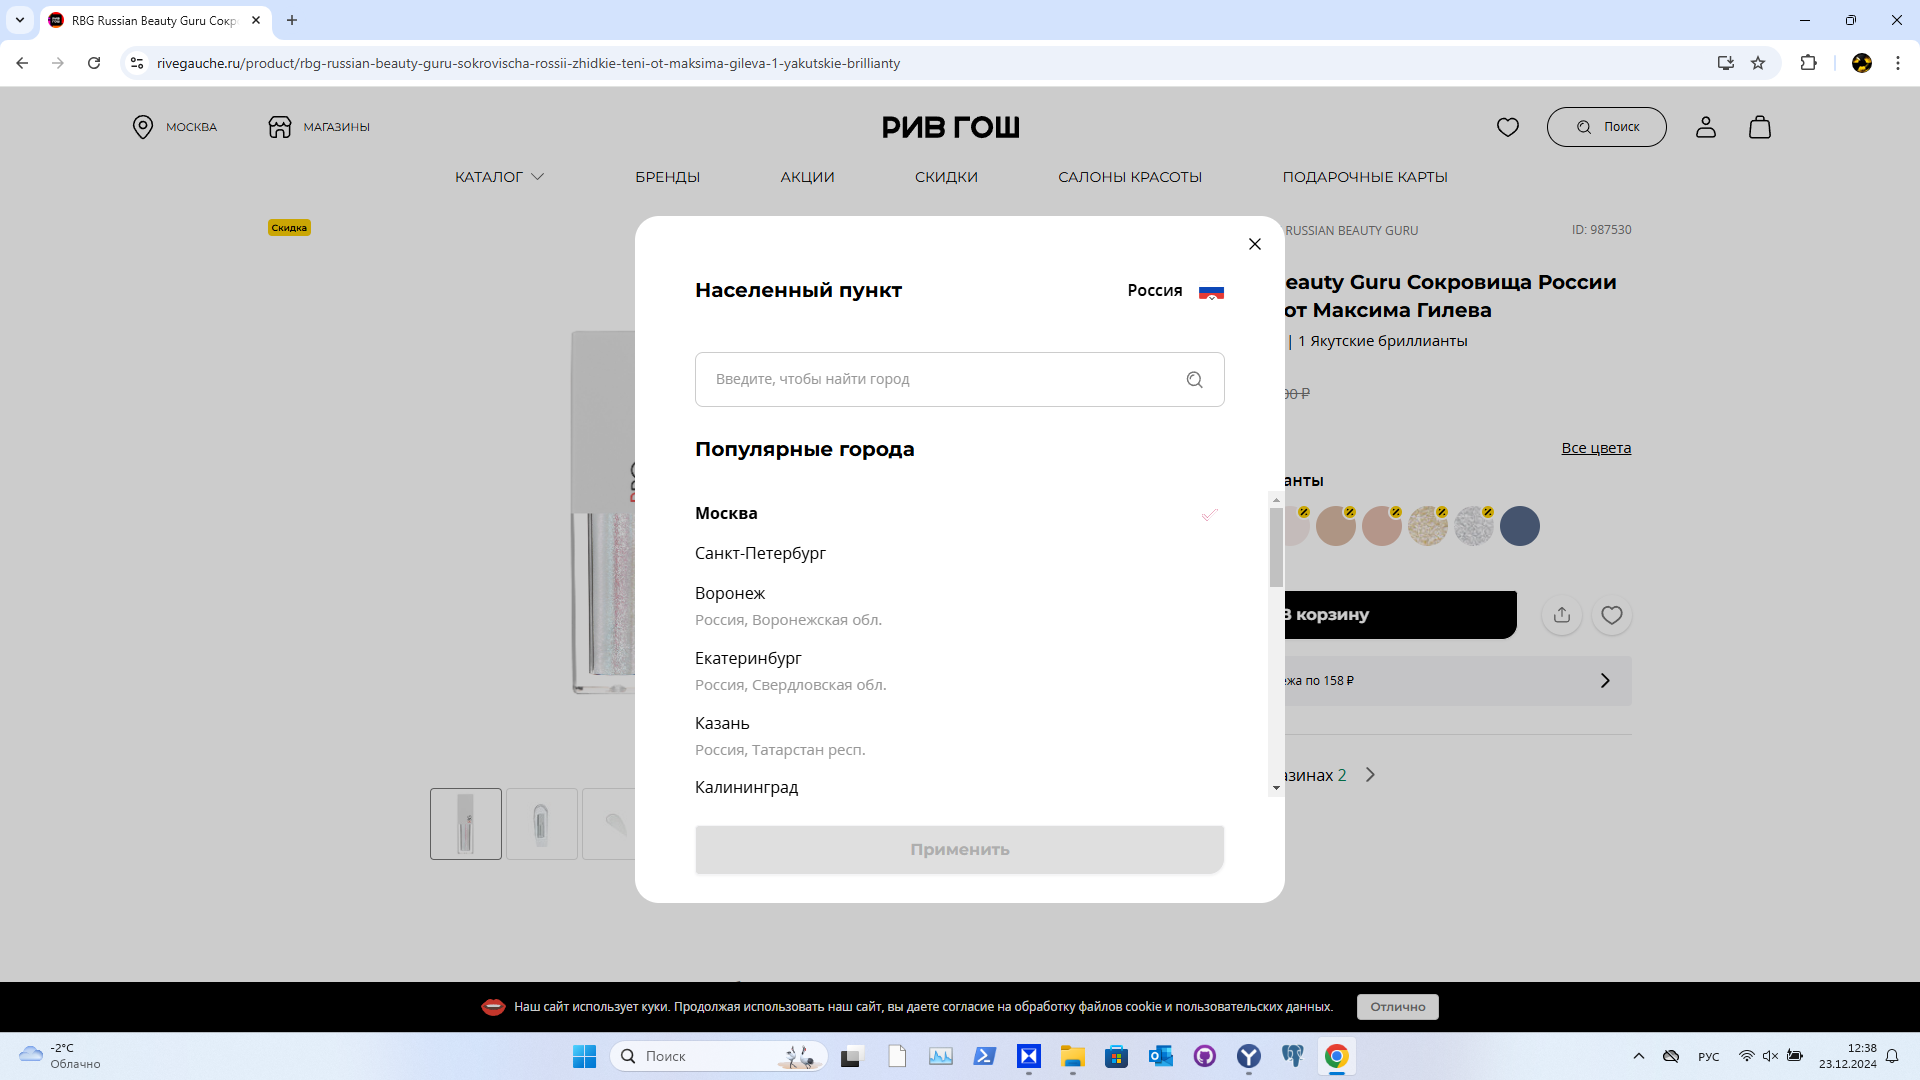 RBG Russian Beauty Guru Сокр
rivegauche.ru/product/rbg-russian-beauty-guru-sokrovischa-rossii-zhidkie-teni-ot-maksima-gileva-1-yakutskie-brillianty
МОСКВА
МАГАЗИНЫ
РИВ ГОШ
Поиск
КАТАЛОГ
БРЕНДЫ
АКЦИИ
СКИДКИ
САЛОНЫ КРАСОТЫ
ПОДАРОЧНЫЕ КАРТЫ
Скидка
RUSSIAN BEAUTY GURU
ID: 987530
eauty Guru Сокровища России
от Максима Гилева
| 1 Якутские бриллианты
00 ₽
Все цвета
анты
В корзину
ежа по 158 ₽
азинах 2
Населенный пункт
Россия
Введите, чтобы найти город
Популярные города
Москва
Санкт-Петербург
Воронеж
Россия, Воронежская обл.
Екатеринбург
Россия, Свердловская обл.
Казань
Россия, Татарстан респ.
Калининград
Применить
Наш сайт использует куки. Продолжая использовать наш сайт, вы даете согласие на обработку файлов cookie и пользовательских данных.
Отлично
-2°C
Облачно
Поиск
РУС
12:38
23.12.2024